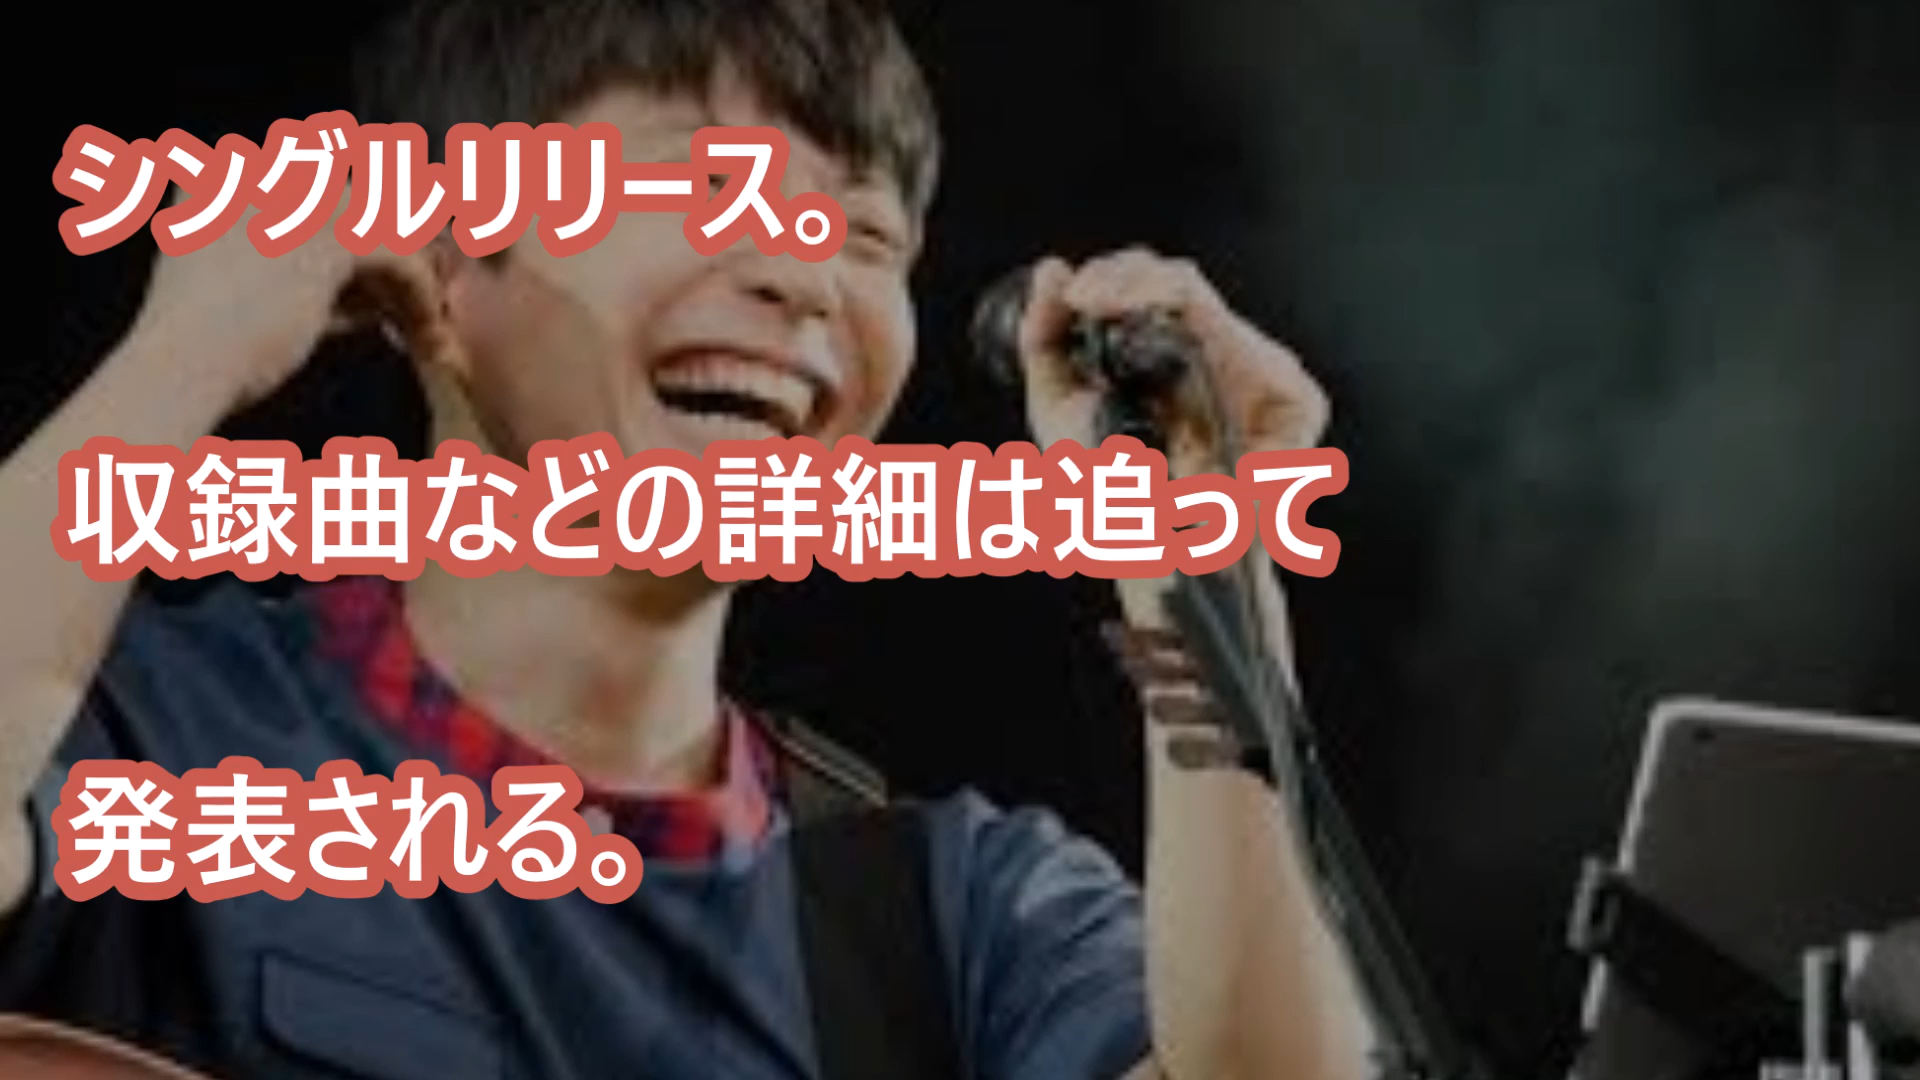 シングルリリース。
収録曲などの詳細は追って
発表される。